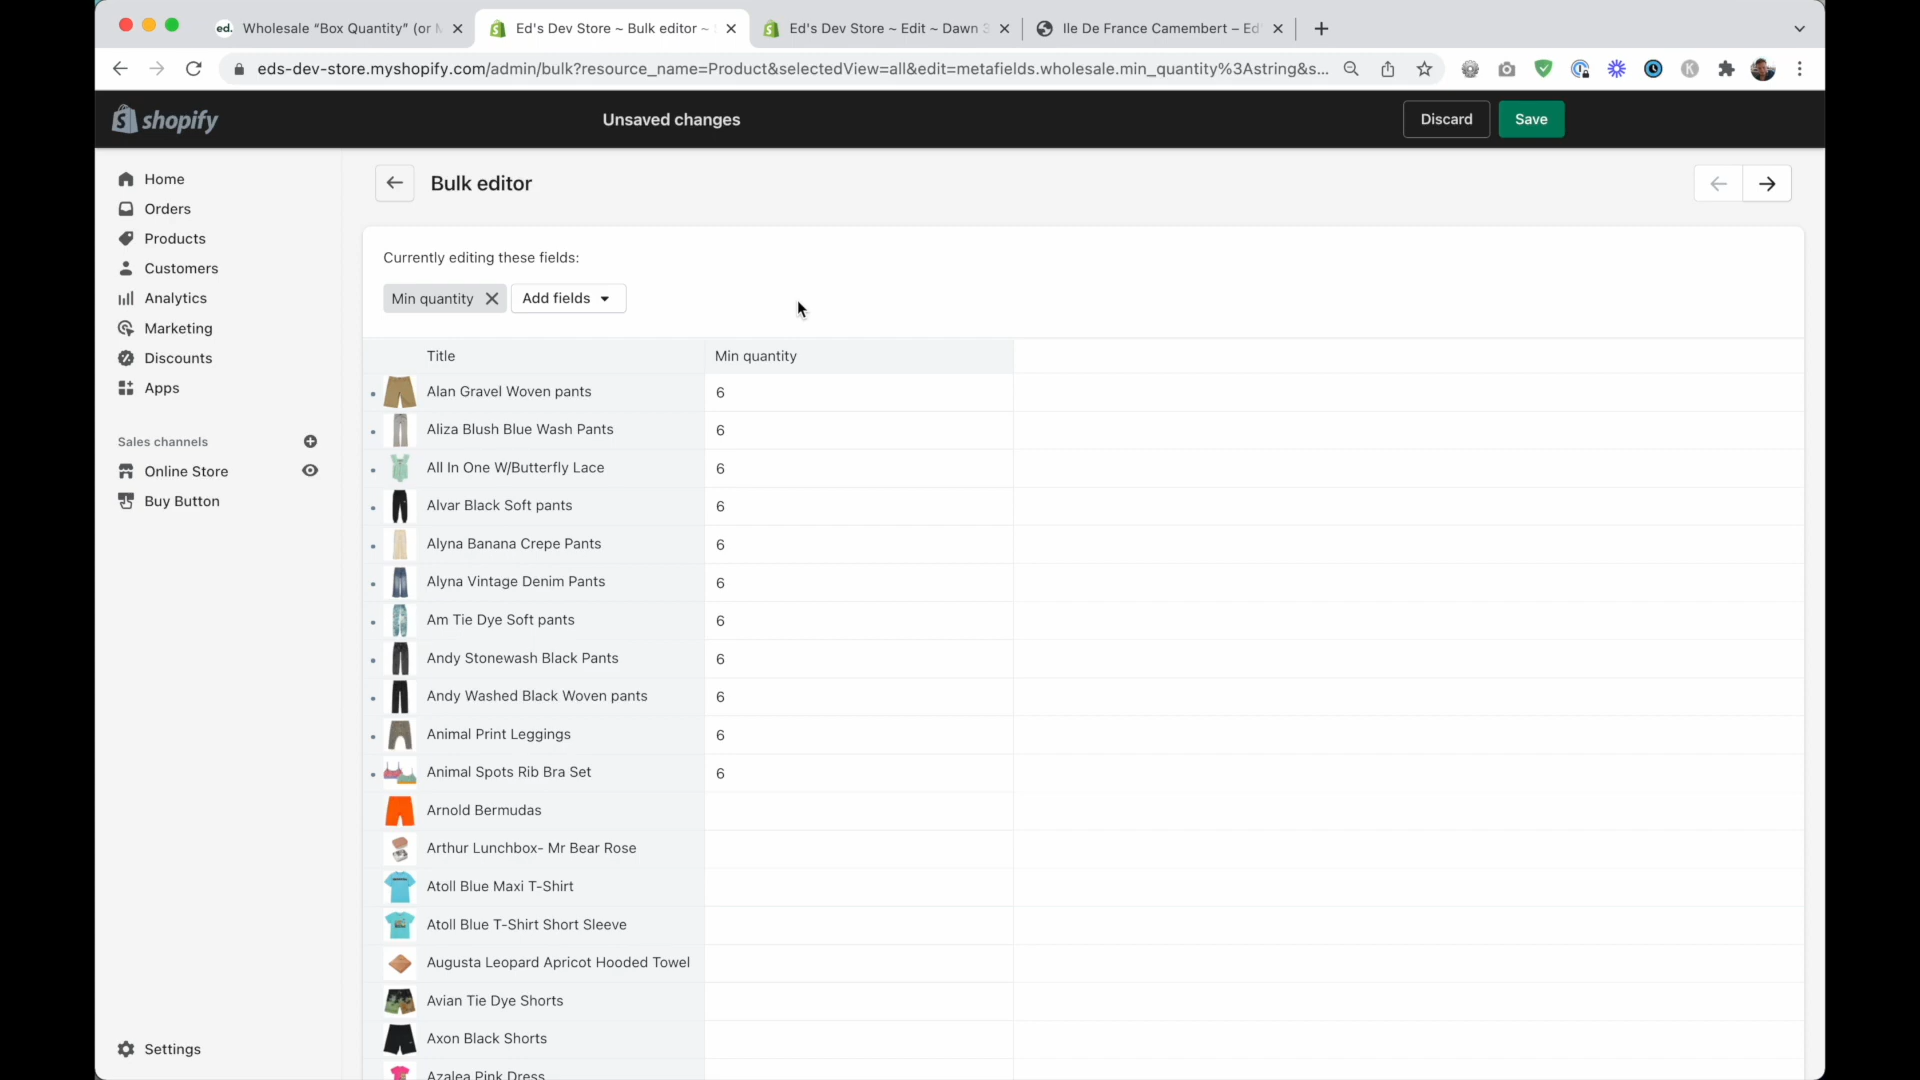 ed. Wholesale “Box Quantity” (or M
Ed's Dev Store ~ Bulk editor ~
Ed's Dev Store ~ Edit ~ Dawn 3
Ile De France Camembert – Ed'
eds-dev-store.myshopify.com/admin/bulk?resource_name=Product&selectedView=all&edit=metafields.wholesale.min_quantity%3Astring&s...
K
shopify
Unsaved changes
Discard
Save
Home
Orders
Products
Customers
Analytics
Marketing
Discounts
Apps
Sales channels
Online Store
Buy Button
Settings
Bulk editor
Currently editing these fields:
Min quantity
Add fields
Title Min quantity
Alan Gravel Woven pants 6
Aliza Blush Blue Wash Pants 6
All In One W/Butterfly Lace 6
Alvar Black Soft pants 6
Alyna Banana Crepe Pants 6
Alyna Vintage Denim Pants 6
Am Tie Dye Soft pants 6
Andy Stonewash Black Pants 6
Andy Washed Black Woven pants 6
Animal Print Leggings 6
Animal Spots Rib Bra Set 6
Arnold Bermudas
Arthur Lunchbox- Mr Bear Rose
Atoll Blue Maxi T-Shirt
Atoll Blue T-Shirt Short Sleeve
Augusta Leopard Apricot Hooded Towel
Avian Tie Dye Shorts
Axon Black Shorts
Azalea Pink Dress